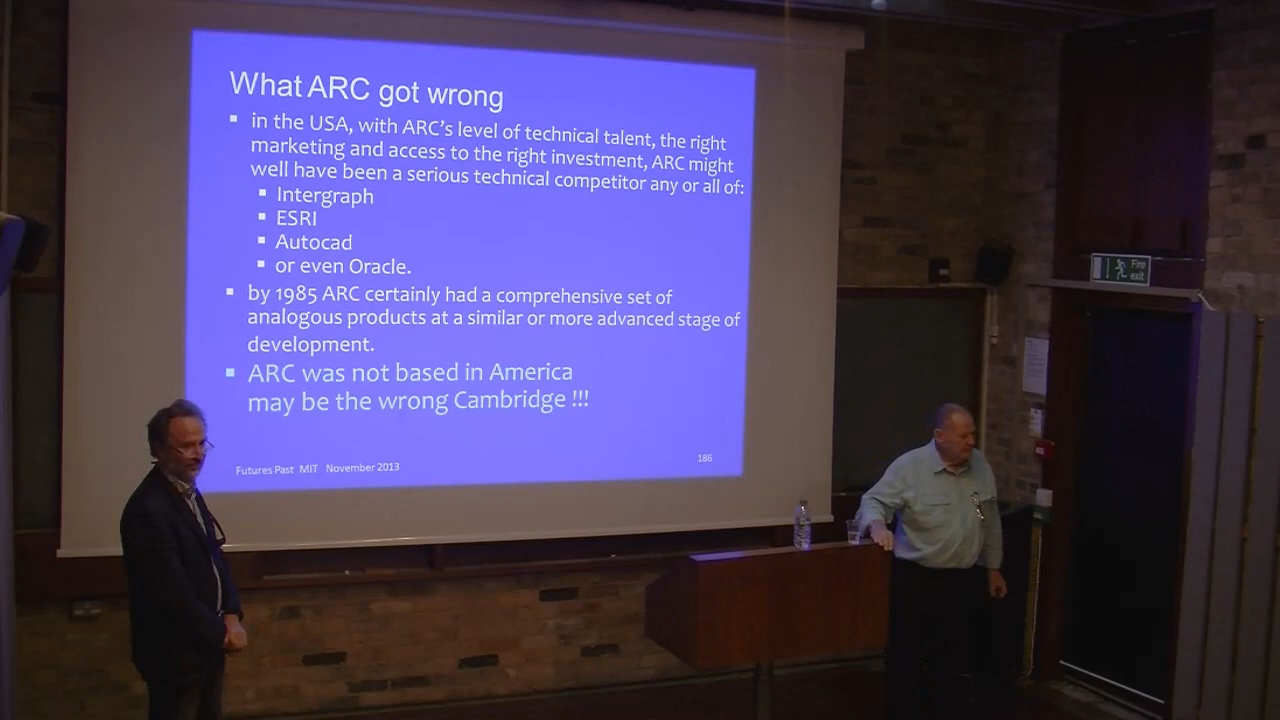 What ARC got wrong
▪ in the USA, with ARC's level of technical talent, the right
marketing and access to the right investment, ARC might
well have been a serious technical competitor any or all of:
▪ Intergraph
▪ ESRI
▪ Autocad
▪ or even Oracle.
▪ by 1985 ARC certainly had a comprehensive set of
analogous products at a similar or more advanced stage of
development.
▪ ARC was not based in America
may be the wrong Cambridge !!!
Futures Past MIT November 2013
186
Fire
exit